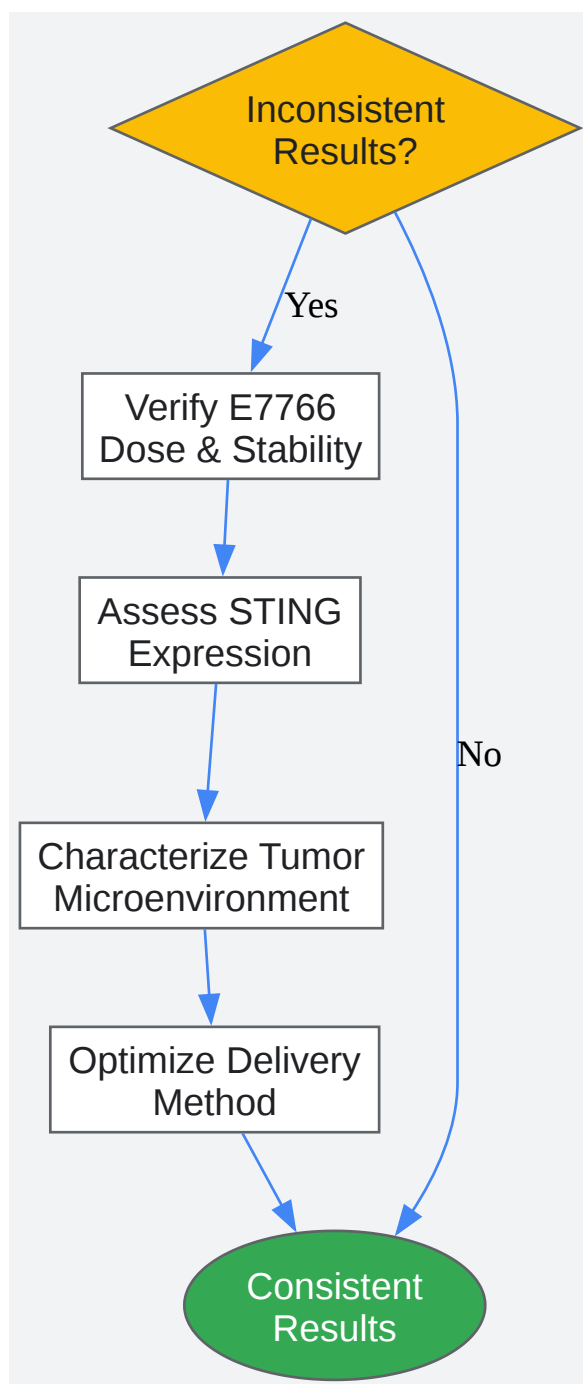 Inconsistent
Results?
Yes
Verify E7766
Dose & Stability
Assess STING
Expression
No
Characterize Tumor
Microenvironment
Optimize Delivery
Method
Consistent
Results